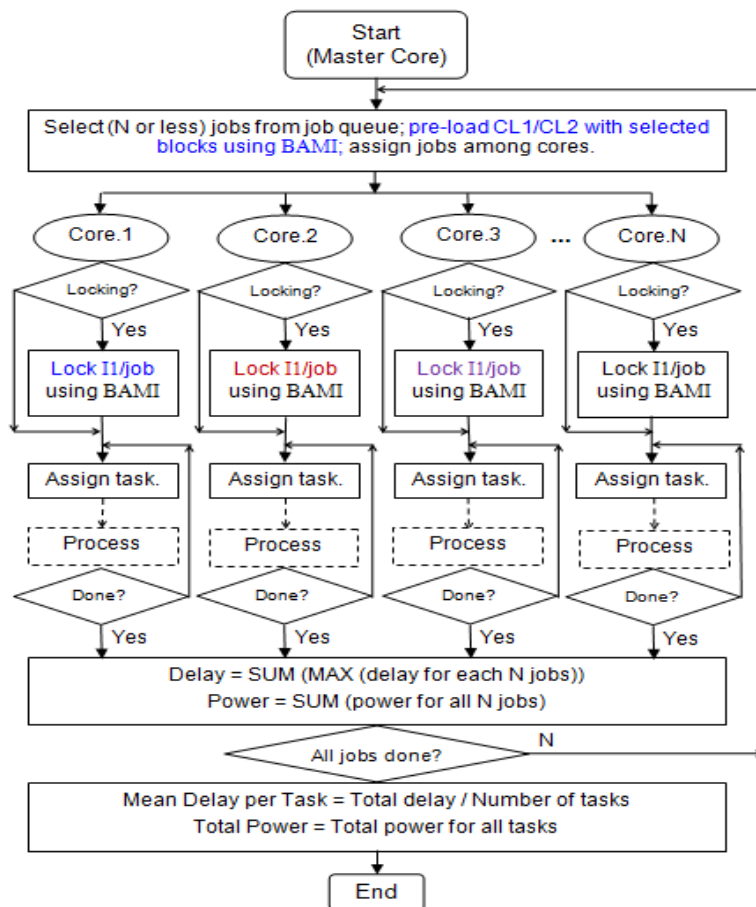 Start
(Master Core)
Select (N or less) jobs from job queue; pre-load CL1/CL2 with selected
blocks using BAMI; assign jobs among cores.
Core.1 Core.2 Core.3 ... Core.N
Locking? Locking? Locking? Locking?
Yes Yes Yes Yes
Lock I1/job Lock I1/job Lock I1/job Lock I1/job
using BAMI using BAMI using BAMI using BAMI
Assign task. Assign task. Assign task. Assign task.
Process Process Process Process
Done? Done? Done? Done?
Yes Yes Yes Yes
Delay = SUM (MAX (delay for each N jobs))
Power = SUM (power for all N jobs)
All jobs done? N
Mean Delay per Task = Total delay / Number of tasks
Total Power = Total power for all tasks
End